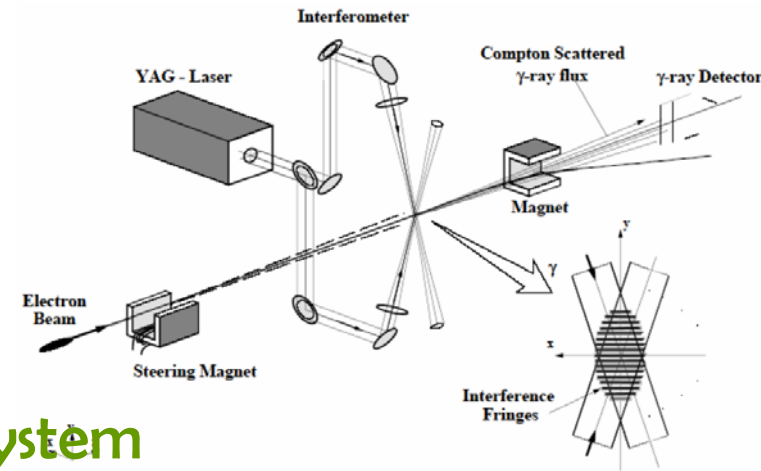 Interferometer
YAG - Laser
Compton Scattered
γ-ray flux
γ-ray Detector
Magnet
y
γ
Electron
Beam
x
Steering Magnet
Interference
Fringes
ystem